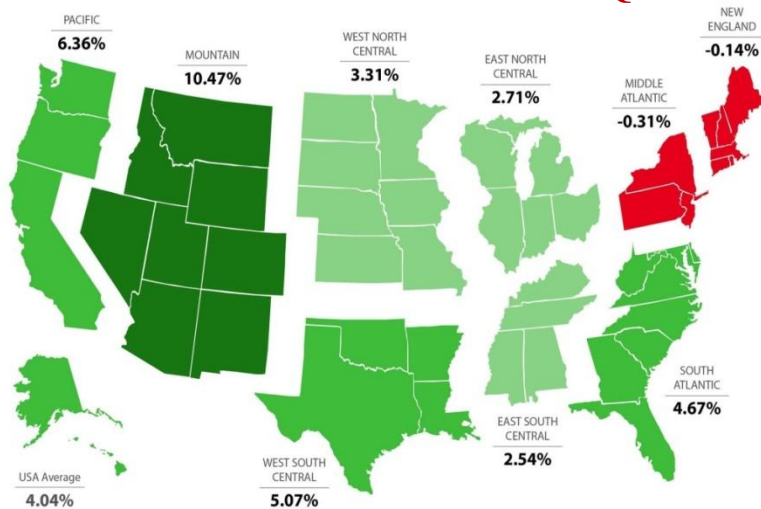 PACIFIC
6.36%
MOUNTAIN
10.47%
WEST NORTH
CENTRAL
3.31%
EAST NORTH
CENTRAL
2.71%
MIDDLE
ATLANTIC
-0.31%
NEW
ENGLAND
-0.14%
SOUTH
ATLANTIC
4.67%
EAST SOUTH
CENTRAL
2.54%
WEST SOUTH
CENTRAL
5.07%
USA Average
4.04%